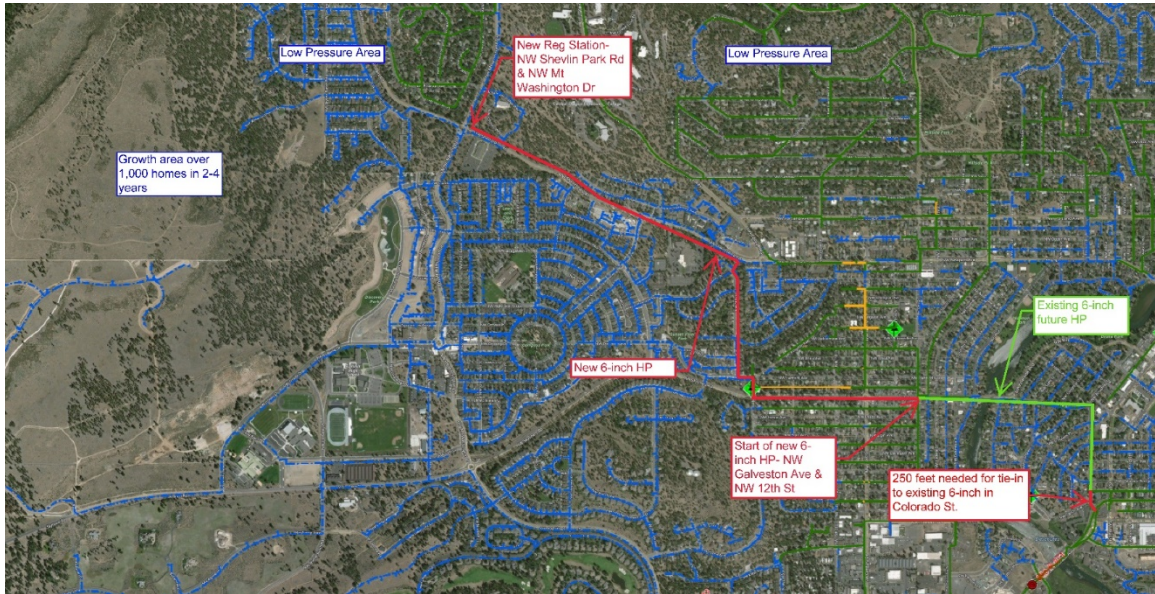 Low Pressure Area
New Reg Station-
NW Shevlin Park Rd
& NW Mt
Washington Dr
Low Pressure Area
Growth area over
1,000 homes in 2-4
years
Existing 6-inch
future HP
New 6-inch HP
Start of new 6-
inch HP- NW
Galveston Ave &
NW 12th St
250 feet needed for tie-in
to existing 6-inch in
Colorado St.